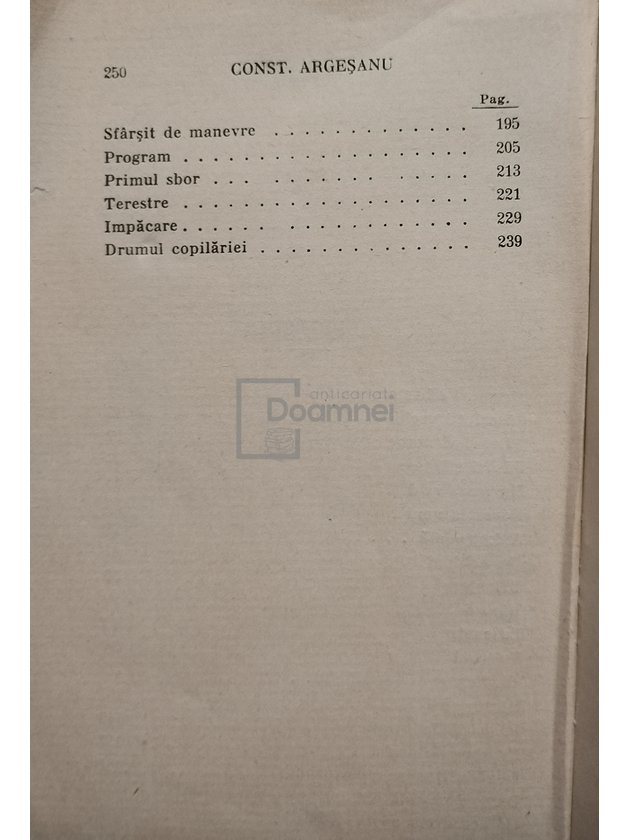 250 CONST. ARGEŞANU
Pag.
Sfârşit de manevre . . . . . . . . . . . . . 195
Program . . . . . . . . . . . . . . . . . . . 205
Primul sbor . . . . . . . . . . . . . . . 213
Terestre . . . . . . . . . . . . . . . . . . . 221
Impăcare . . . . . . . . . . . . . . . . . . 229
Drumul copilăriei . . . . . . . . . . . . . . 239
anticariat
Doamnei